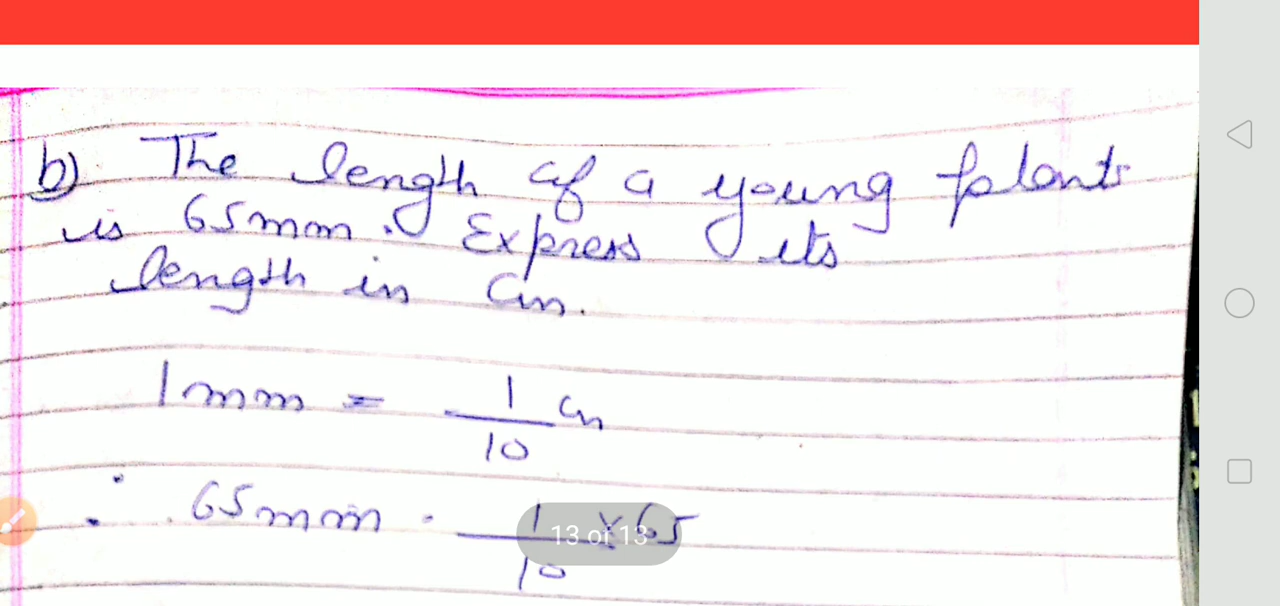 b) The length of a young plant
is 65mm. Express its
length in cm.
1mm = 1/10 cm
∴ 65mm = 1/10 × 65
13 of 13